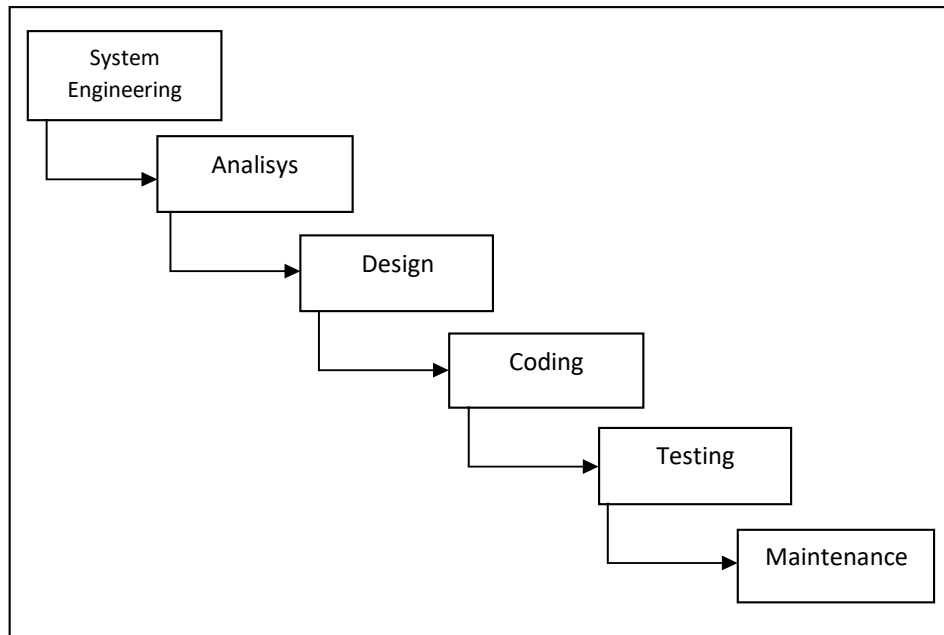 System
Engineering
Analisys
Design
Coding
Testing
Maintenance